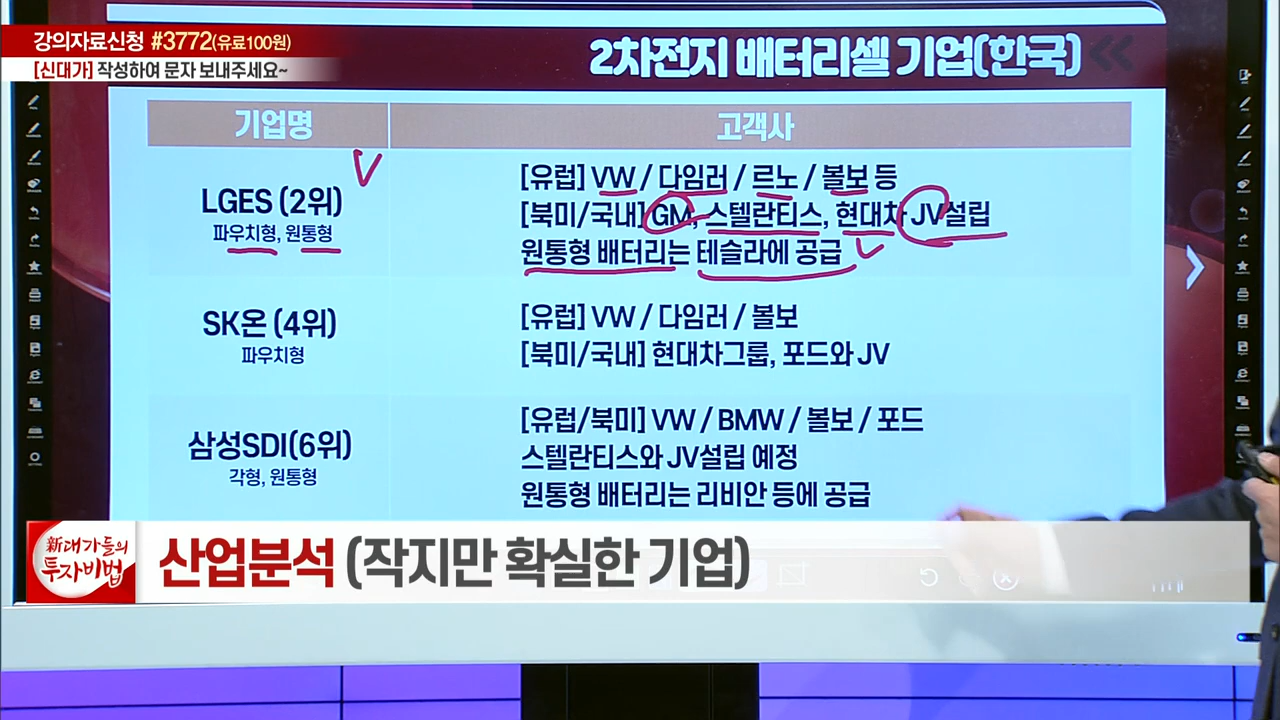 강의자료신청 #3772(유료100원)
[신대가] 작성하여 문자 보내주세요~
2차전지 배터리셀 기업(한국)
기업명
고객사
LGES (2위)
파우치형, 원통형
[유럽] VW / 다임러 / 르노 / 볼보 등
[북미/국내] GM, 스텔란티스, 현대차 JV설립
원통형 배터리는 테슬라에 공급
SK온 (4위)
파우치형
[유럽] VW / 다임러 / 볼보
[북미/국내] 현대차그룹, 포드와 JV
삼성SDI(6위)
각형, 원통형
[유럽/북미] VW / BMW / 볼보 / 포드
스텔란티스와 JV설립 예정
원통형 배터리는 리비안 등에 공급
新대가들의
투자비법
산업분석 (작지만 확실한 기업)